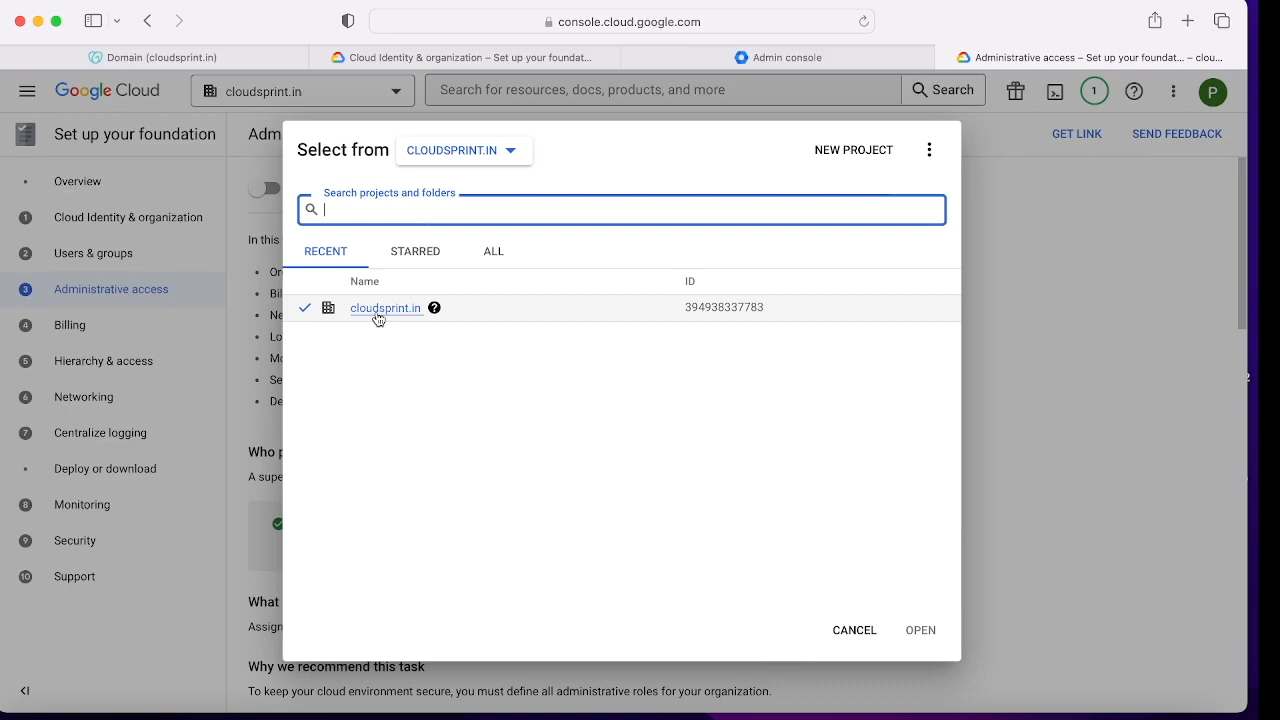 console.cloud.google.com
Domain (cloudsprint.in)
Cloud Identity & organization – Set up your foundat...
Admin console
Administrative access – Set up your foundat... – clou...
Google Cloud
cloudsprint.in
Search for resources, docs, products, and more
Search
1
P
Set up your foundation
Adm
GET LINK
SEND FEEDBACK
Select from
CLOUDSPRINT.IN
NEW PROJECT
Search projects and folders
RECENT
STARRED
ALL
Name
ID
cloudsprint.in
394938337783
CANCEL
OPEN
Overview
1 Cloud Identity & organization
2 Users & groups
3 Administrative access
4 Billing
5 Hierarchy & access
6 Networking
7 Centralize logging
Deploy or download
8 Monitoring
9 Security
10 Support
In this
Or
Bil
Ne
Lo
Mo
Se
De
Who p
A supe
What
Assign
Why we recommend this task
To keep your cloud environment secure, you must define all administrative roles for your organization.